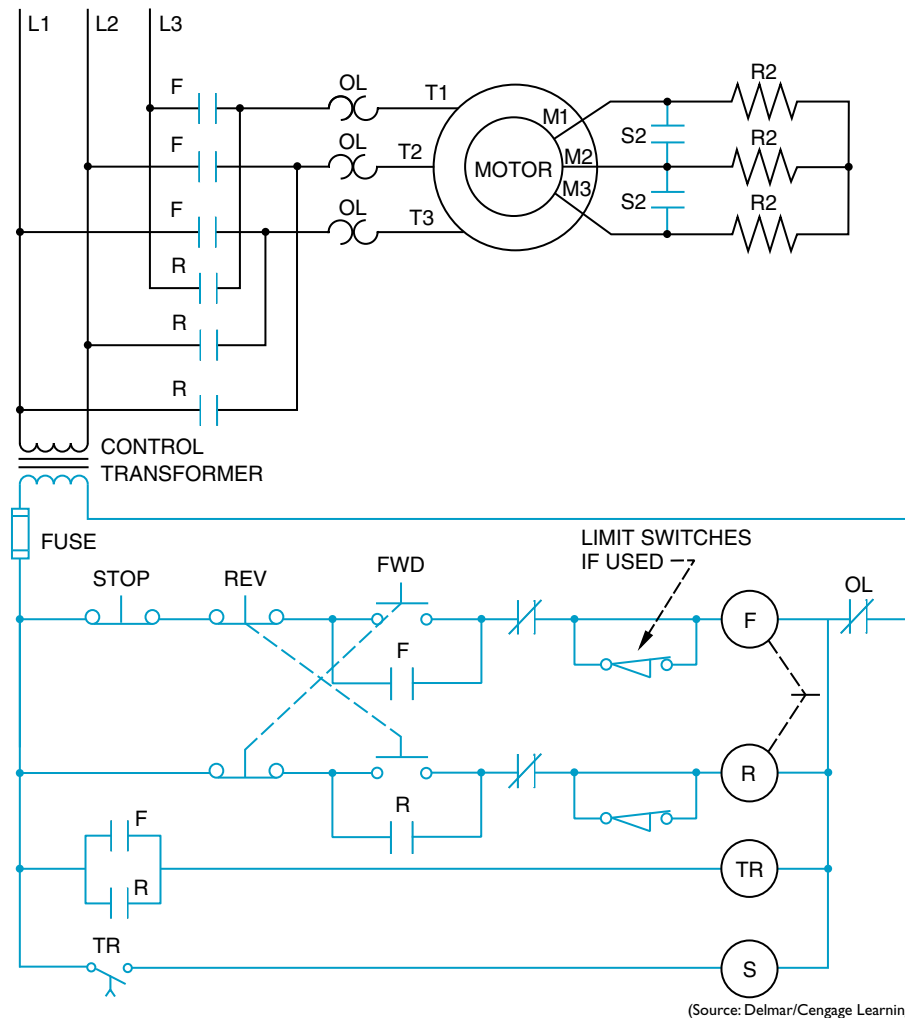 L1 L2 L3
F
OL
T1
M1
R2
S2
F
OL
T2
M2
R2
MOTOR
M3
S2
F
OL
T3
R2
R
R
R
CONTROL
TRANSFORMER
FUSE
LIMIT SWITCHES
IF USED
STOP REV FWD
OL
F
F
R
R
F
TR
R
TR
S
(Source: Delmar/Cengage Learnin